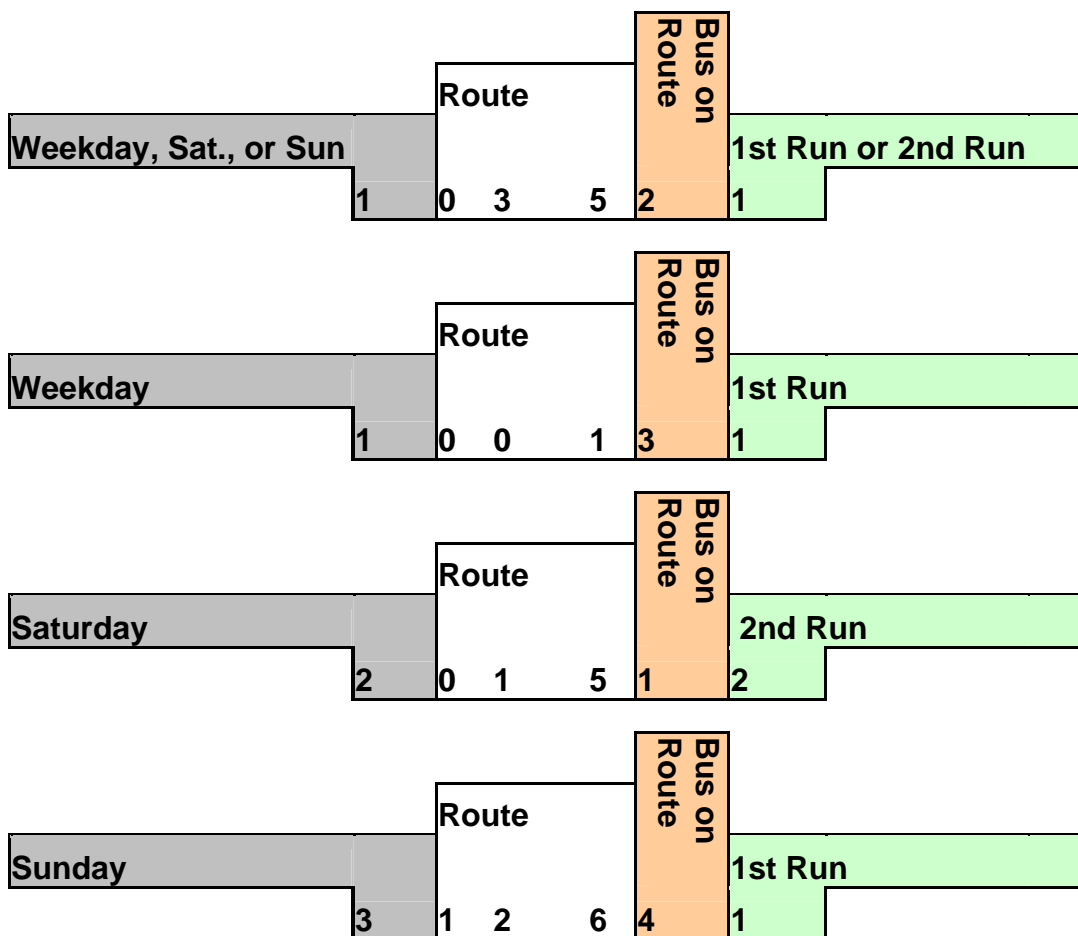 Bus on
Route
Route
Weekday, Sat., or Sun
1st Run or 2nd Run
1 0 3 5 2 1
Bus on
Route
Route
Weekday
1st Run
1 0 0 1 3 1
Bus on
Route
Route
Saturday
2nd Run
2 0 1 5 1 2
Bus on
Route
Route
Sunday
1st Run
3 1 2 6 4 1